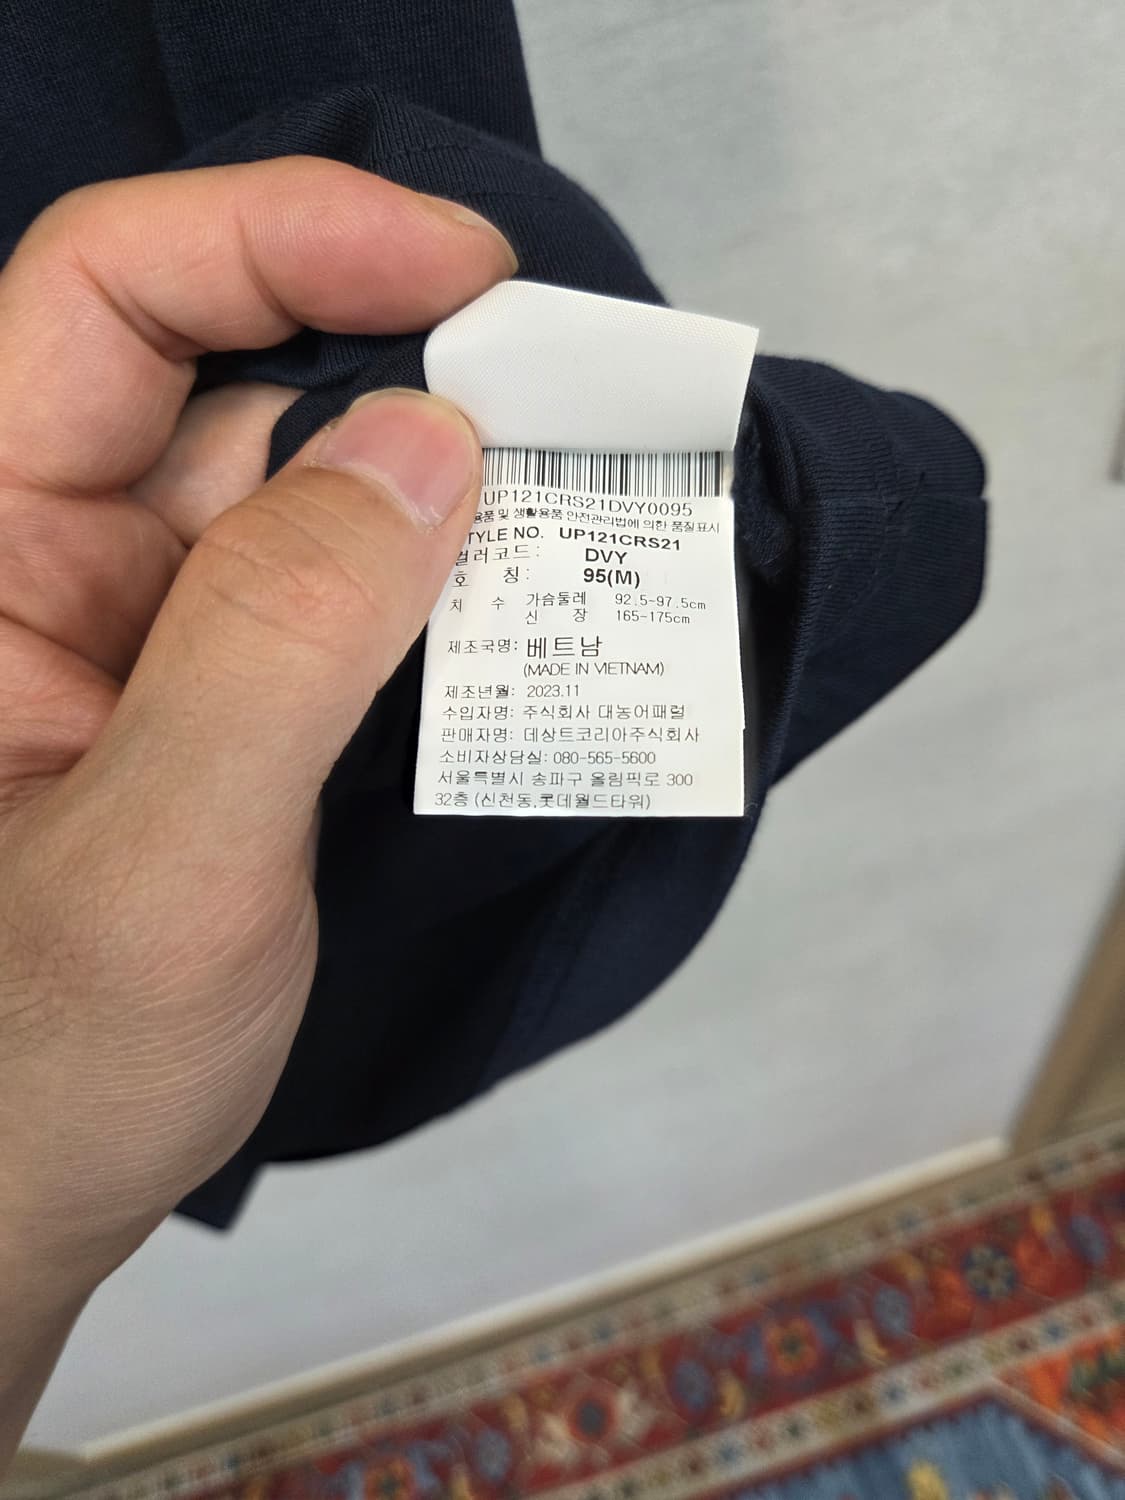 UP121CRS21DVY0095
용품 및 생활용품 안전관리법에 의한 품질표시
TYLE NO. UP121CRS21
컬러코드: DVY
호 칭: 95(M)
치 수 가슴둘레 92.5-97.5cm
신 장 165-175cm
제조국명: 베트남
(MADE IN VIETNAM)
제조년월: 2023.11
수입자명: 주식회사 대농어패럴
판매자명: 데상트코리아주식회사
소비자상담실: 080-565-5600
서울특별시 송파구 올림픽로 300
32층 (신천동,롯데월드타워)